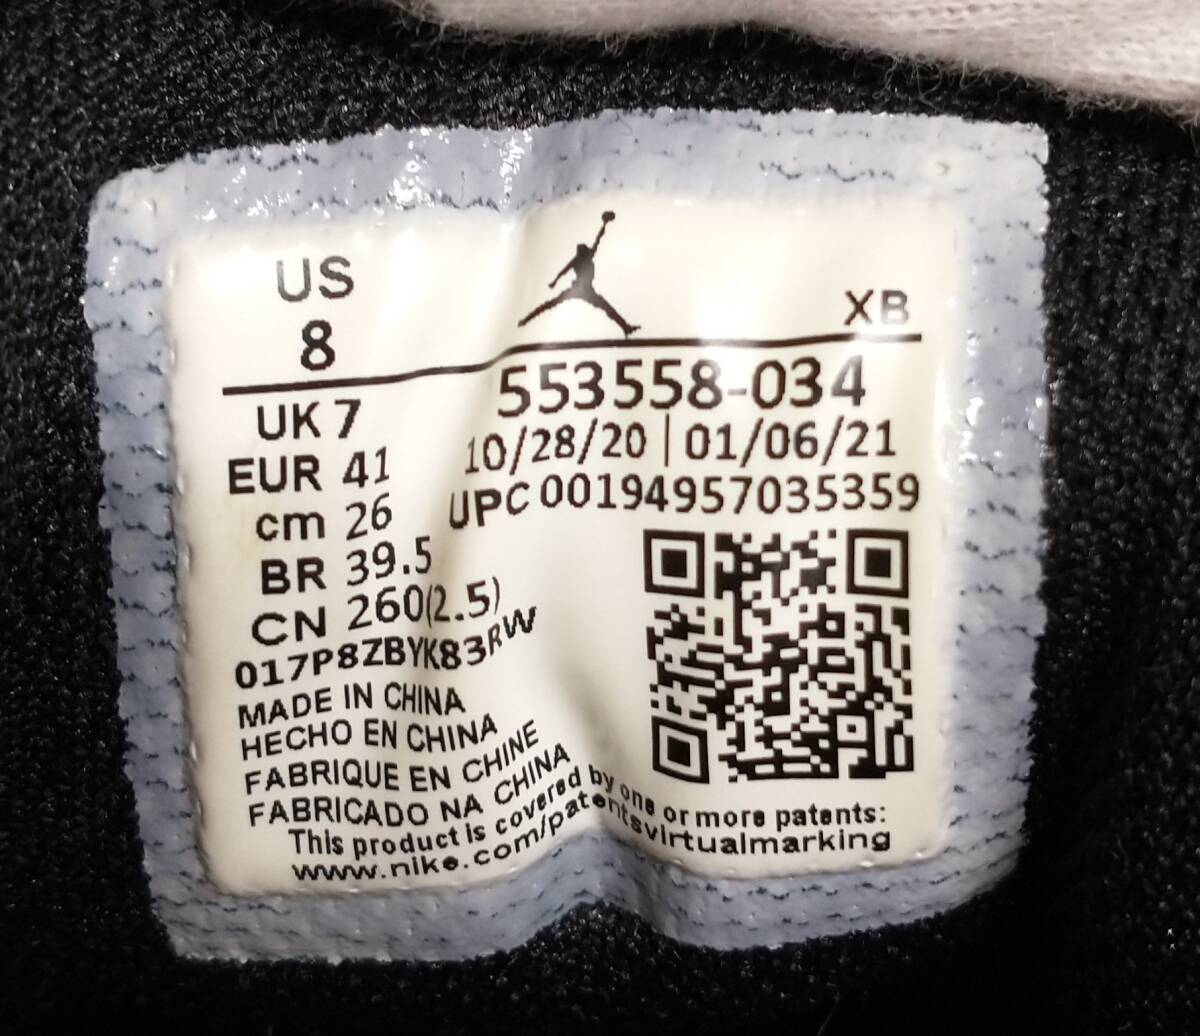 US
8
XB
UK 7
EUR 41
cm 26
BR 39.5
CN 260(2.5)
553558-034
10/28/20 | 01/06/21
UPC 00194957035359
017P8ZBYK83RW
MADE IN CHINA
HECHO EN CHINA
FABRIQUE EN CHINE
FABRICADO NA CHINA
This product is covered by one or more patents:
www.nike.com/patentsvirtualmarking